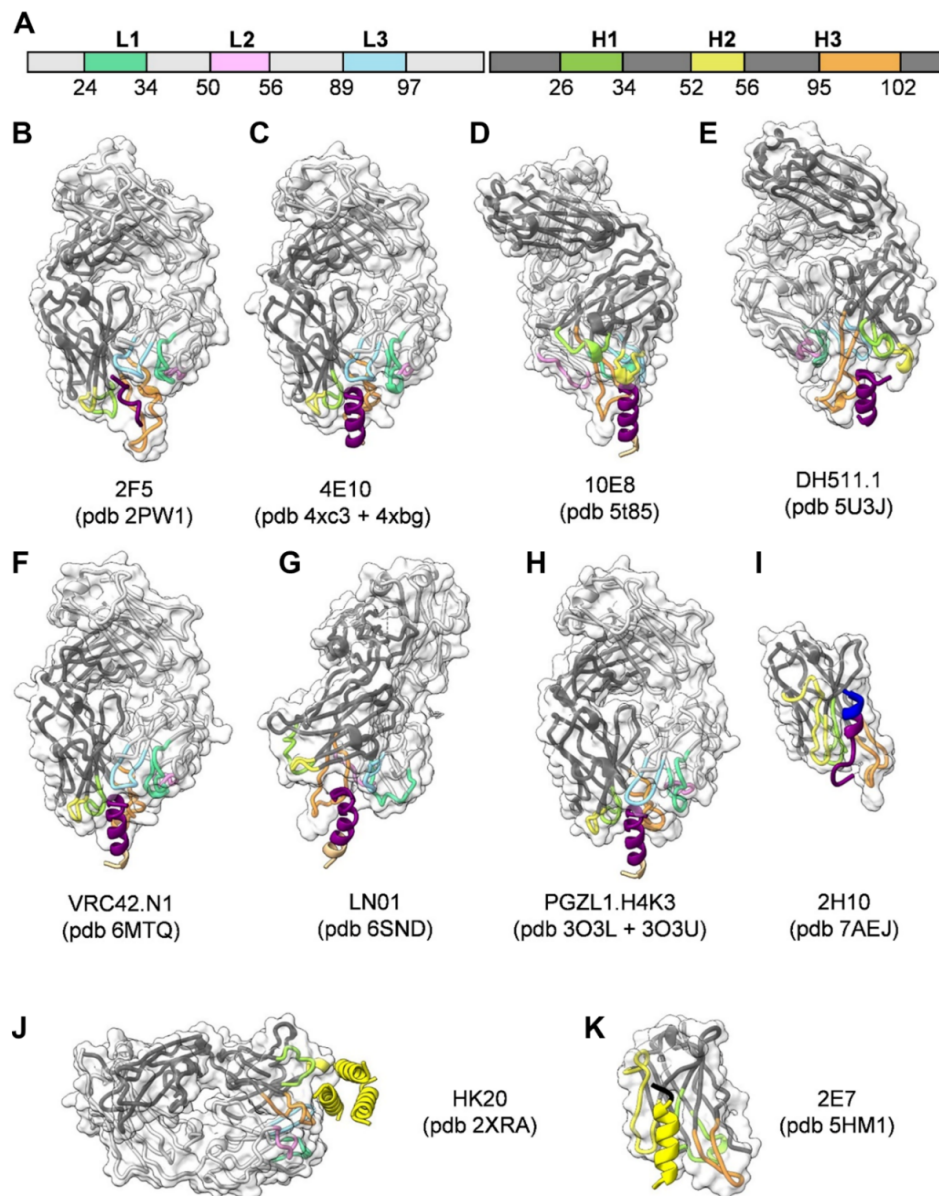 A
L1 L2 L3 H1 H2 H3
24 34 50 56 89 97 26 34 52 56 95 102
B C D E
2F5
(pdb 2PW1)
4E10
(pdb 4xc3 + 4xbg)
10E8
(pdb 5t85)
DH511.1
(pdb 5U3J)
F G H I
VRC42.N1
(pdb 6MTQ)
LN01
(pdb 6SND)
PGZL1.H4K3
(pdb 3O3L + 3O3U)
2H10
(pdb 7AEJ)
J K
HK20
(pdb 2XRA)
2E7
(pdb 5HM1)